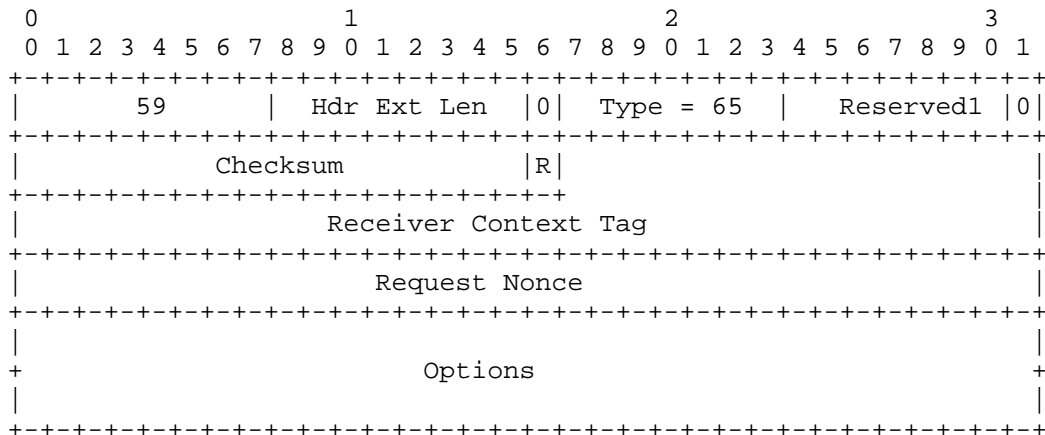 0                   1                   2                   3
 0 1 2 3 4 5 6 7 8 9 0 1 2 3 4 5 6 7 8 9 0 1 2 3 4 5 6 7 8 9 0 1
+-+-+-+-+-+-+-+-+-+-+-+-+-+-+-+-+-+-+-+-+-+-+-+-+-+-+-+-+-+-+-+-+
|       59      |  Hdr Ext Len  |0|  Type = 65  |   Reserved1 |0|
+-+-+-+-+-+-+-+-+-+-+-+-+-+-+-+-+-+-+-+-+-+-+-+-+-+-+-+-+-+-+-+-+
|            Checksum           |R|                             |
+-+-+-+-+-+-+-+-+-+-+-+-+-+-+-+-+-+                             |
|                   Receiver Context Tag                        |
+-+-+-+-+-+-+-+-+-+-+-+-+-+-+-+-+-+-+-+-+-+-+-+-+-+-+-+-+-+-+-+-+
|                      Request Nonce                            |
+-+-+-+-+-+-+-+-+-+-+-+-+-+-+-+-+-+-+-+-+-+-+-+-+-+-+-+-+-+-+-+-+
|                                                               |
+                         Options                               +
|                                                               |
+-+-+-+-+-+-+-+-+-+-+-+-+-+-+-+-+-+-+-+-+-+-+-+-+-+-+-+-+-+-+-+-+